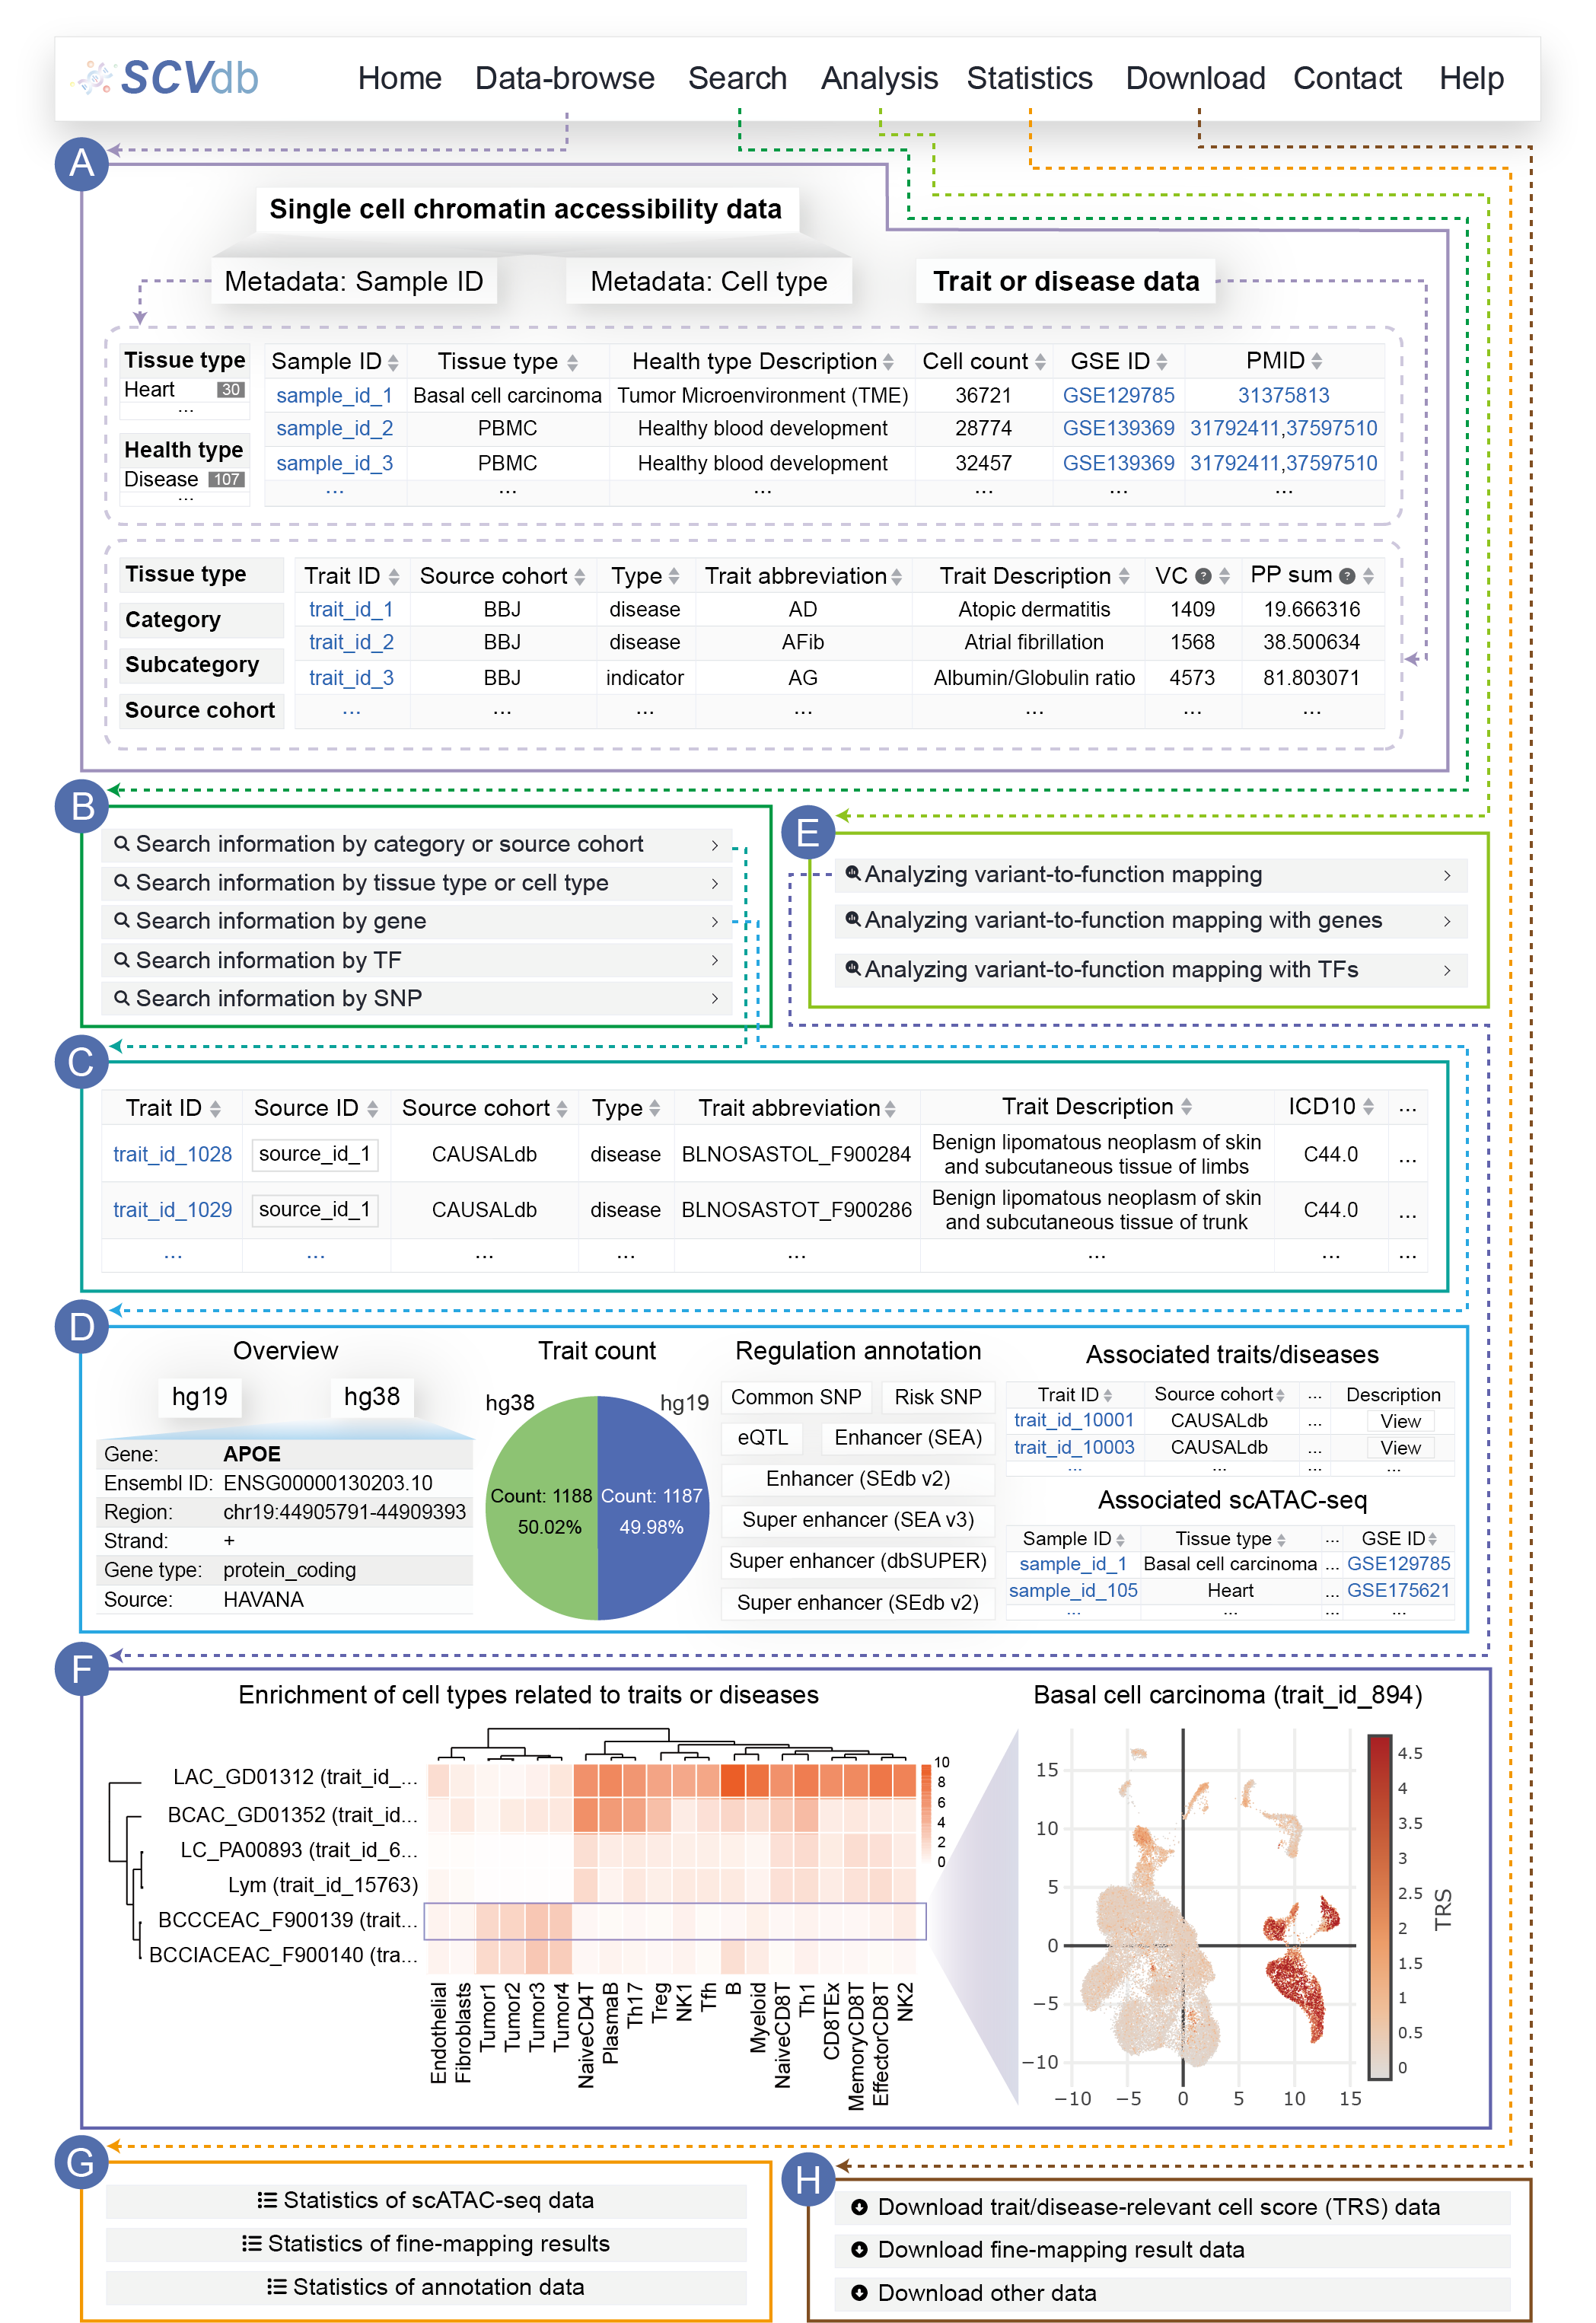 SCVdb Home Data-browse Search Analysis Statistics Download Contact Help
A
Single cell chromatin accessibility data
Metadata: Sample ID Metadata: Cell type Trait or disease data
Tissue type
Heart 30
...
Health type
Disease 107
...
Sample ID Tissue type Health type Description Cell count GSE ID PMID
sample_id_1 Basal cell carcinoma Tumor Microenvironment (TME) 36721 GSE129785 31375813
sample_id_2 PBMC Healthy blood development 28774 GSE139369 31792411,37597510
sample_id_3 PBMC Healthy blood development 32457 GSE139369 31792411,37597510
... ... ... ... ... ...
Tissue type
Category
Subcategory
Source cohort
Trait ID Source cohort Type Trait abbreviation Trait Description VC ? PP sum ?
trait_id_1 BBJ disease AD Atopic dermatitis 1409 19.666316
trait_id_2 BBJ disease AFib Atrial fibrillation 1568 38.500634
trait_id_3 BBJ indicator AG Albumin/Globulin ratio 4573 81.803071
... ... ... ... ... ... ...
B
Search information by category or source cohort >
Search information by tissue type or cell type >
Search information by gene >
Search information by TF >
Search information by SNP >
E
Analyzing variant-to-function mapping >
Analyzing variant-to-function mapping with genes >
Analyzing variant-to-function mapping with TFs >
C
Trait ID Source ID Source cohort Type Trait abbreviation Trait Description ICD10 ...
trait_id_1028 source_id_1 CAUSALdb disease BLNOSASTOL_F900284 Benign lipomatous neoplasm of skin and subcutaneous tissue of limbs C44.0 ...
trait_id_1029 source_id_1 CAUSALdb disease BLNOSASTOT_F900286 Benign lipomatous neoplasm of skin and subcutaneous tissue of trunk C44.0 ...
... ... ... ... ... ... ... ...
D
Overview
hg19 hg38
Gene: APOE
Ensembl ID: ENSG00000130203.10
Region: chr19:44905791-44909393
Strand: +
Gene type: protein_coding
Source: HAVANA
Trait count
hg38 hg19
Count: 1188 Count: 1187
50.02% 49.98%
Regulation annotation
Common SNP Risk SNP
eQTL Enhancer (SEA)
Enhancer (SEdb v2)
Super enhancer (SEA v3)
Super enhancer (dbSUPER)
Super enhancer (SEdb v2)
Associated traits/diseases
Trait ID Source cohort ... Description
trait_id_10001 CAUSALdb ... View
trait_id_10003 CAUSALdb ... View
... ... ... ...
Associated scATAC-seq
Sample ID Tissue type ... GSE ID
sample_id_1 Basal cell carcinoma ... GSE129785
sample_id_105 Heart ... GSE175621
... ... ... ...
F
Enrichment of cell types related to traits or diseases
LAC_GD01312 (trait_id_...
BCAC_GD01352 (trait_id...
LC_PA00893 (trait_id_6...
Lym (trait_id_15763)
BCCCEAC_F900139 (trait...
BCCIACEAC_F900140 (tra...
10
8
6
4
2
0
Endothelial
Fibroblasts
Tumor1
Tumor2
Tumor3
Tumor4
NaiveCD4T
PlasmaB
Th17
Treg
NK1
Tfh
B
Myeloid
NaiveCD8T
Th1
CD8TEx
MemoryCD8T
EffectorCD8T
NK2
Basal cell carcinoma (trait_id_894)
15
10
5
0
−5
−10
−10 −5 0 5 10 15
4.5
4
3.5
3
2.5
2
1.5
1
0.5
0
TRS
G
Statistics of scATAC-seq data
Statistics of fine-mapping results
Statistics of annotation data
H
Download trait/disease-relevant cell score (TRS) data
Download fine-mapping result data
Download other data